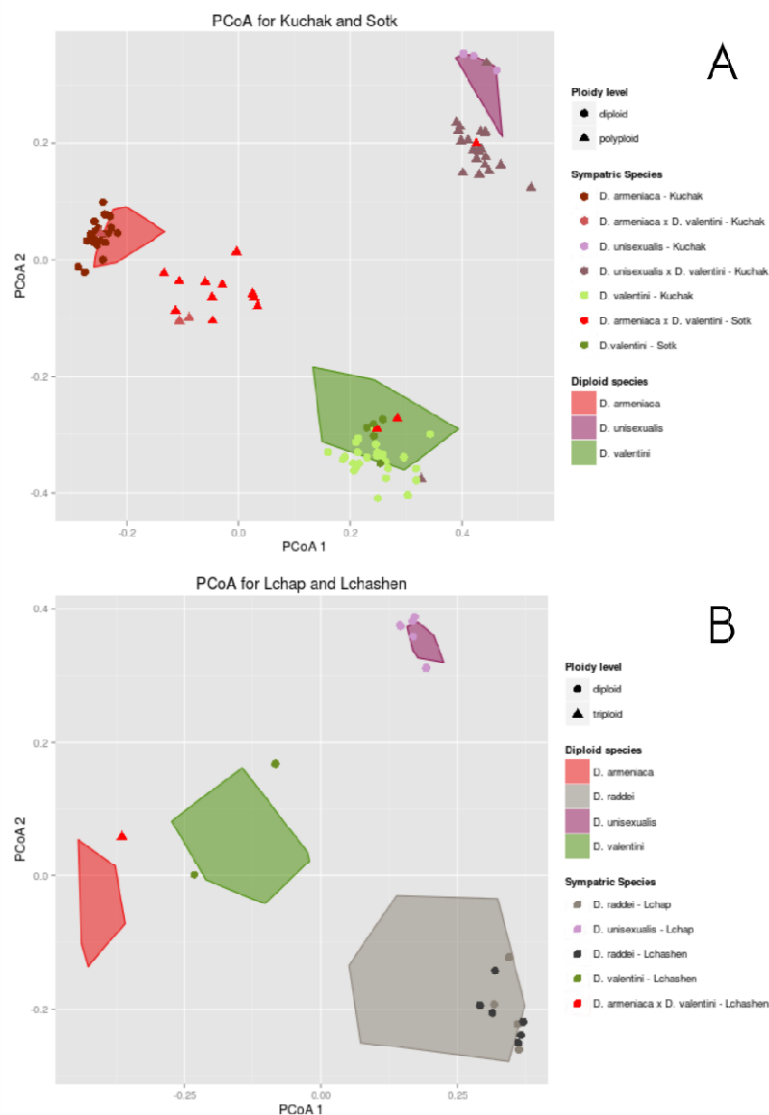 PCoA for Kuchak and Sotk
A
Ploidy level
diploid
polyploid
Sympatric Species
D. armeniaca - Kuchak
D. armeniaca x D. valentini - Kuchak
D. unisexualis - Kuchak
D. unisexualis x D. valentini - Kuchak
D. valentini - Kuchak
D. armeniaca x D. valentini - Sotk
D.valentini - Sotk
Diploid species
D. armeniaca
D. unisexualis
D. valentini
PCoA 2
0.2
0.0
-0.2
-0.4
-0.2
0.0
0.2
0.4
PCoA 1
PCoA for Lchap and Lchashen
B
Ploidy level
diploid
triploid
Diploid species
D. armeniaca
D. raddei
D. unisexualis
D. valentini
Sympatric Species
D. raddei - Lchap
D. unisexualis - Lchap
D. raddei - Lchashen
D. valentini - Lchashen
D. armeniaca x D. valentini - Lchashen
PCoA 2
0.4
0.2
0.0
-0.2
-0.25
0.00
0.25
PCoA 1